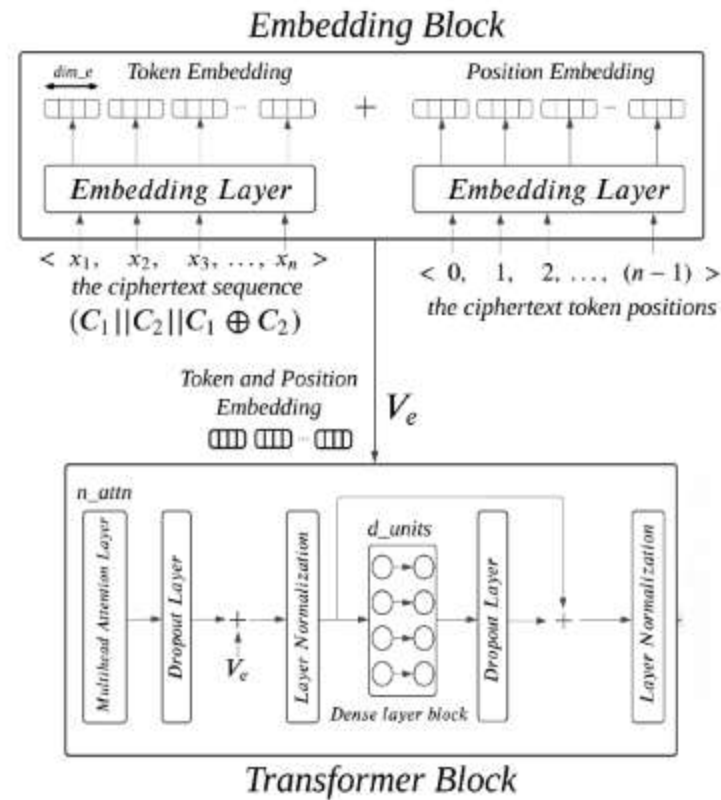 Embedding Block
dim_e
Token Embedding
Position Embedding
...
+
...
Embedding Layer
Embedding Layer
< x₁, x₂, x₃, ..., xₙ >
the ciphertext sequence
(C₁||C₂||C₁ ⊕ C₂)
< 0, 1, 2, ..., (n − 1) >
the ciphertext token positions
Token and Position
Embedding
...
Vₑ
n_attn
Multihead Attention Layer
Dropout Layer
+
Vₑ
Layer Normalization
d_units
Dense layer block
Dropout Layer
+
Layer Normalization
Transformer Block